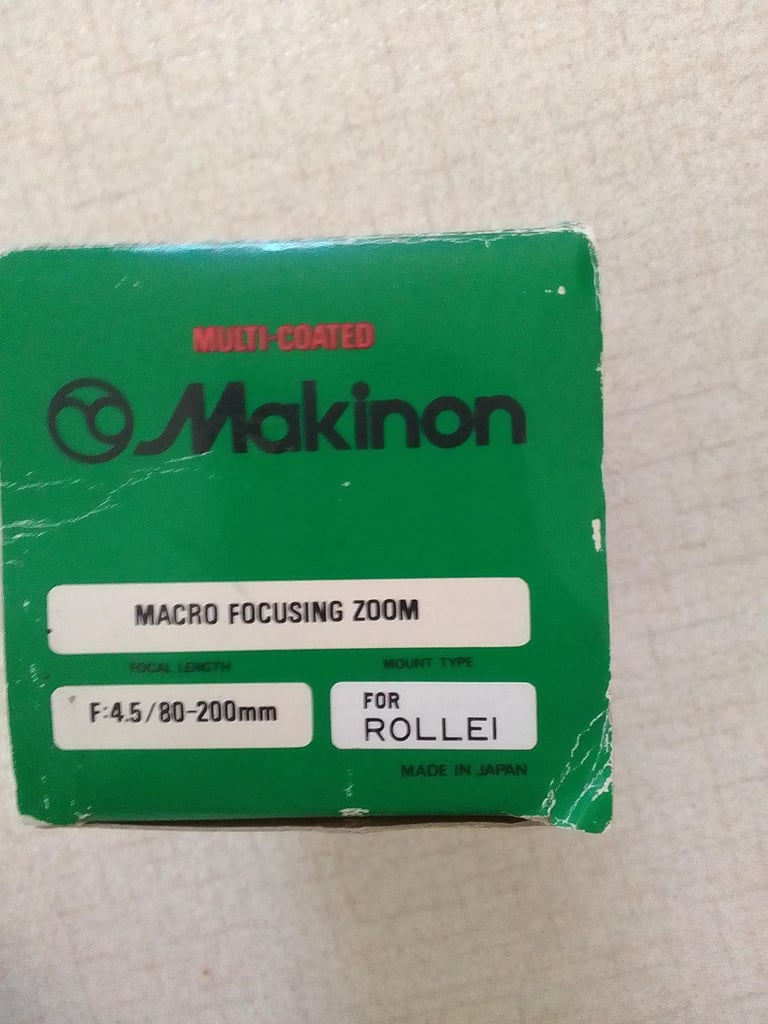 MULTI-COATED
Makinon
MACRO FOCUSING ZOOM
FOCAL LENGTH
MOUNT TYPE
F:4.5/80-200mm
FOR
ROLLEI
MADE IN JAPAN